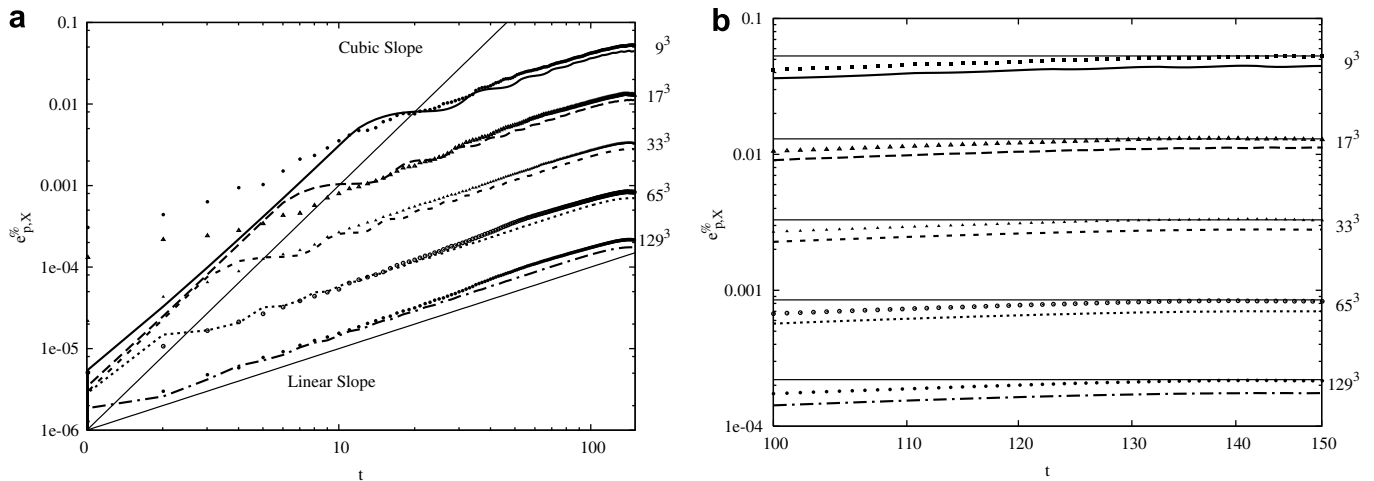 a
0.1
0.01
0.001
1e-04
1e-05
1e-06
e%p,X
Cubic Slope
Linear Slope
9³
17³
33³
65³
129³
0
10
100
t
b
0.1
0.01
0.001
1e-04
e%p,X
9³
17³
33³
65³
129³
100
110
120
130
140
150
t